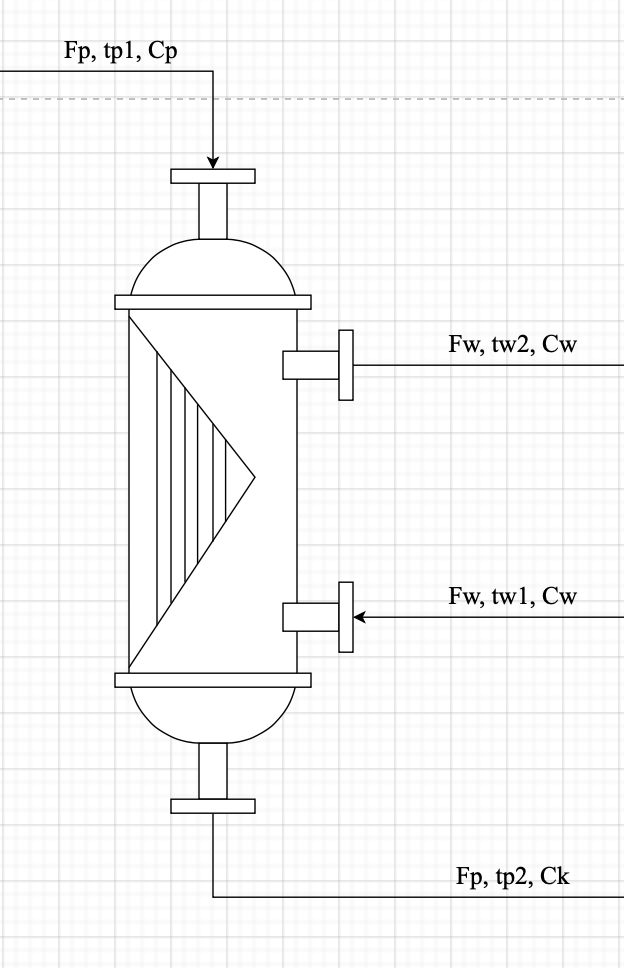 Fp, tp1, Cp
Fw, tw2, Cw
Fw, tw1, Cw
Fp, tp2, Ck